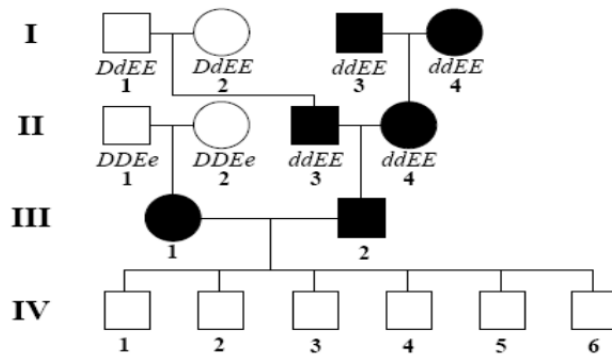 I
DdEE DdEE ddEE ddEE
1 2 3 4
II
DDEe DDEe ddEE ddEE
1 2 3 4
III
1 2
IV
1 2 3 4 5 6